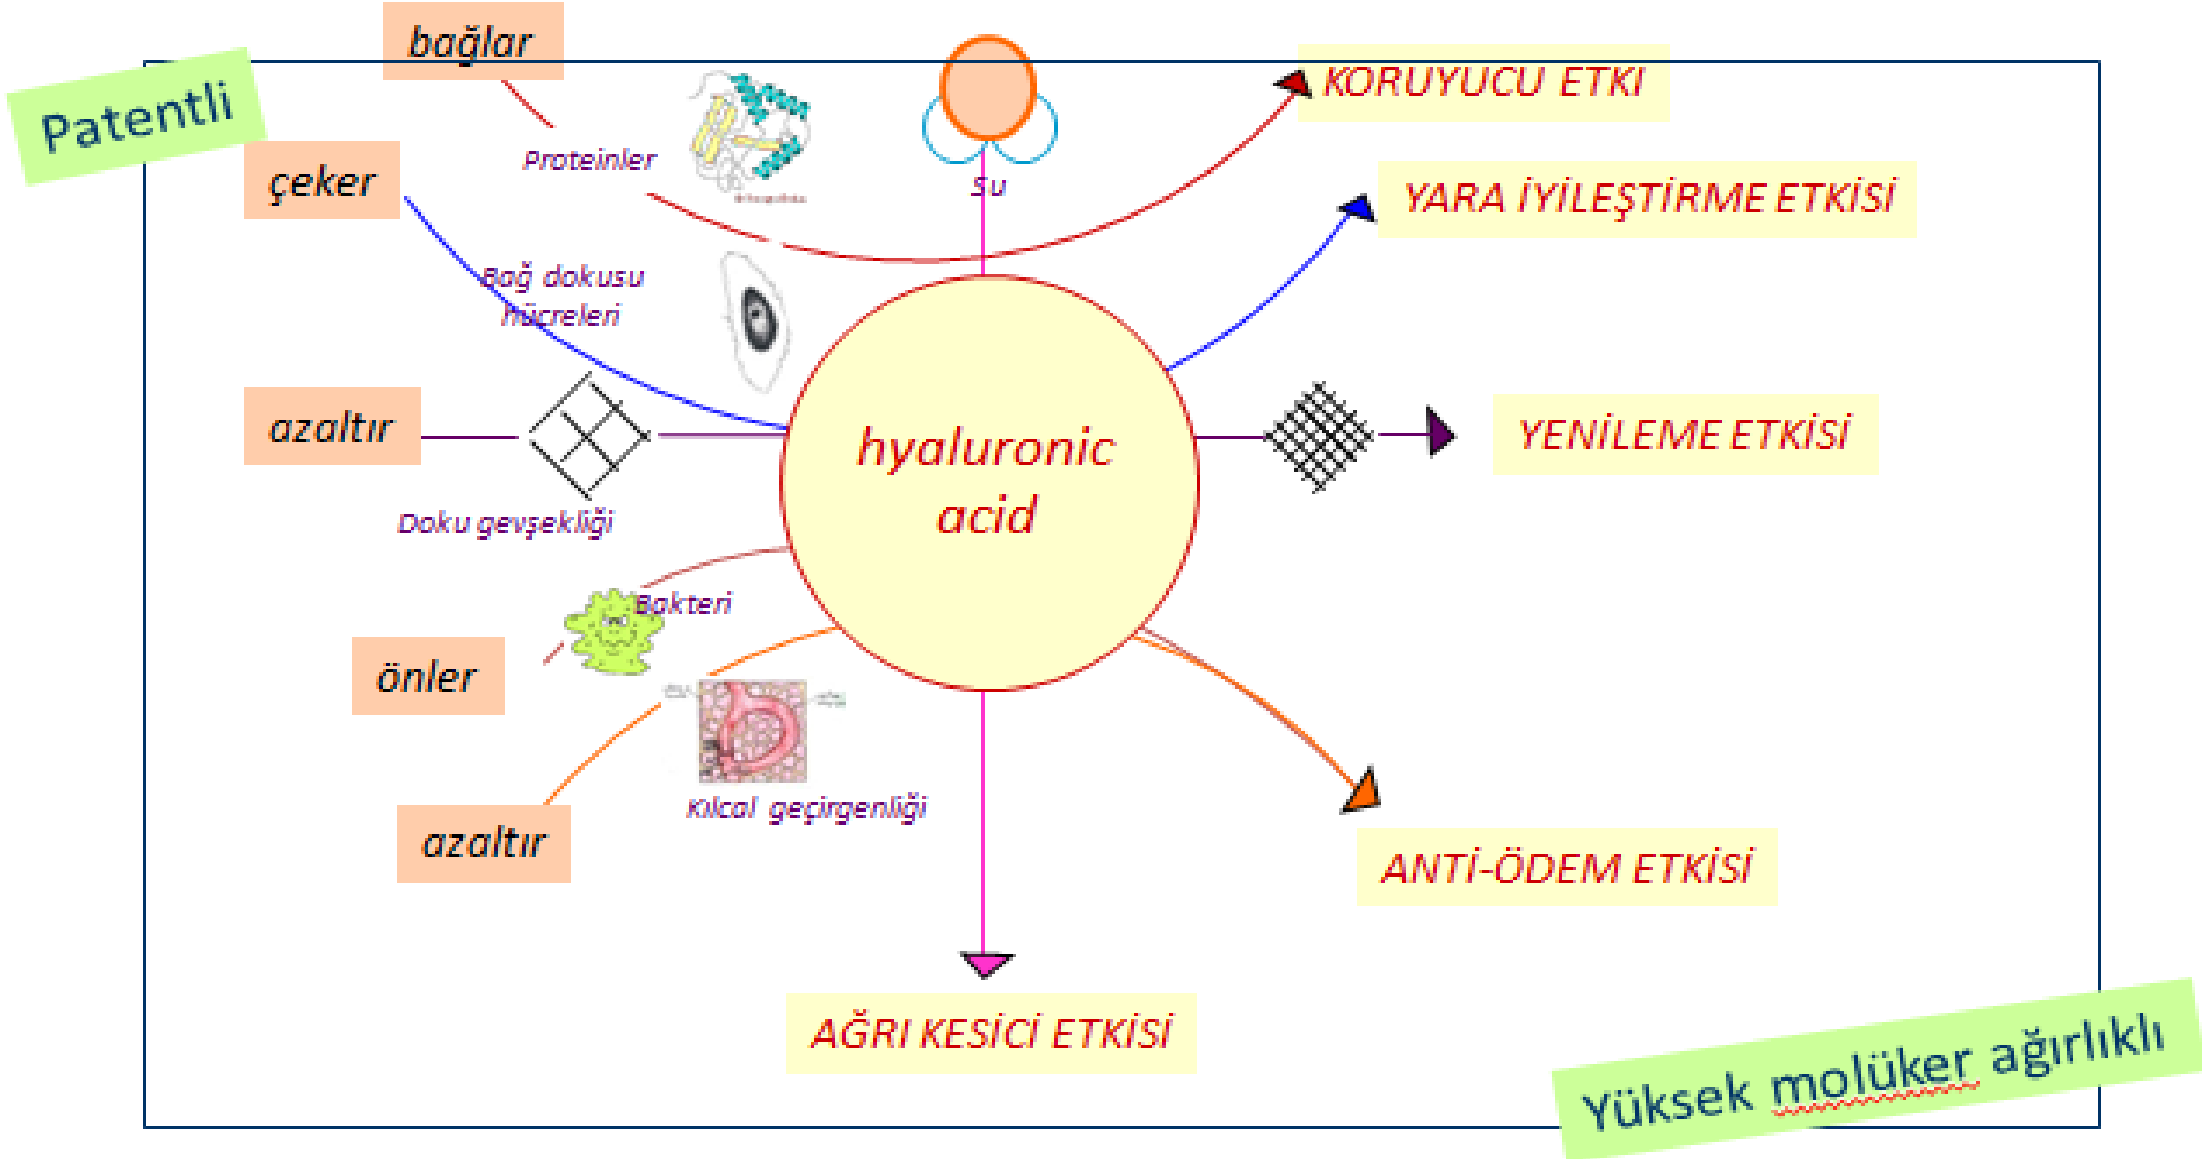 bağlar
Patentli
KORUYUCU ETKI
Proteinler
çeker
Su
YARA İYİLEŞTİRME ETKİSİ
Bağ dokusu
hücreleri
azaltır
hyaluronic
acid
YENİLEME ETKİSİ
Doku gevşekliği
Bakteri
önler
Kılcal geçirgenliği
azaltır
ANTİ-ÖDEM ETKİSİ
AĞRI KESİCİ ETKİSİ
Yüksek molüker ağırlıklı